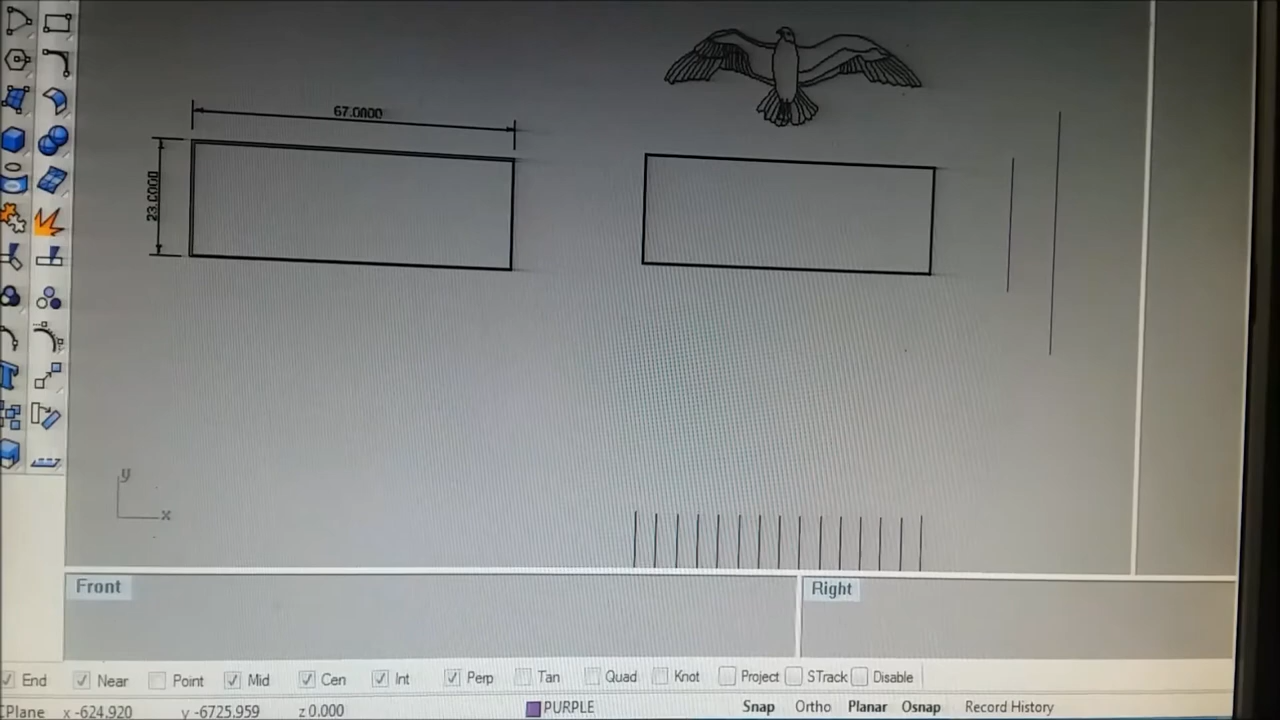 67.0000
23.0000
y
x
Front
Right
End Near Point Mid Cen Int Perp Tan Quad Knot Project STrack Disable
CPlane x -624.920 y -6725.959 z 0.000 PURPLE Snap Ortho Planar Osnap Record History